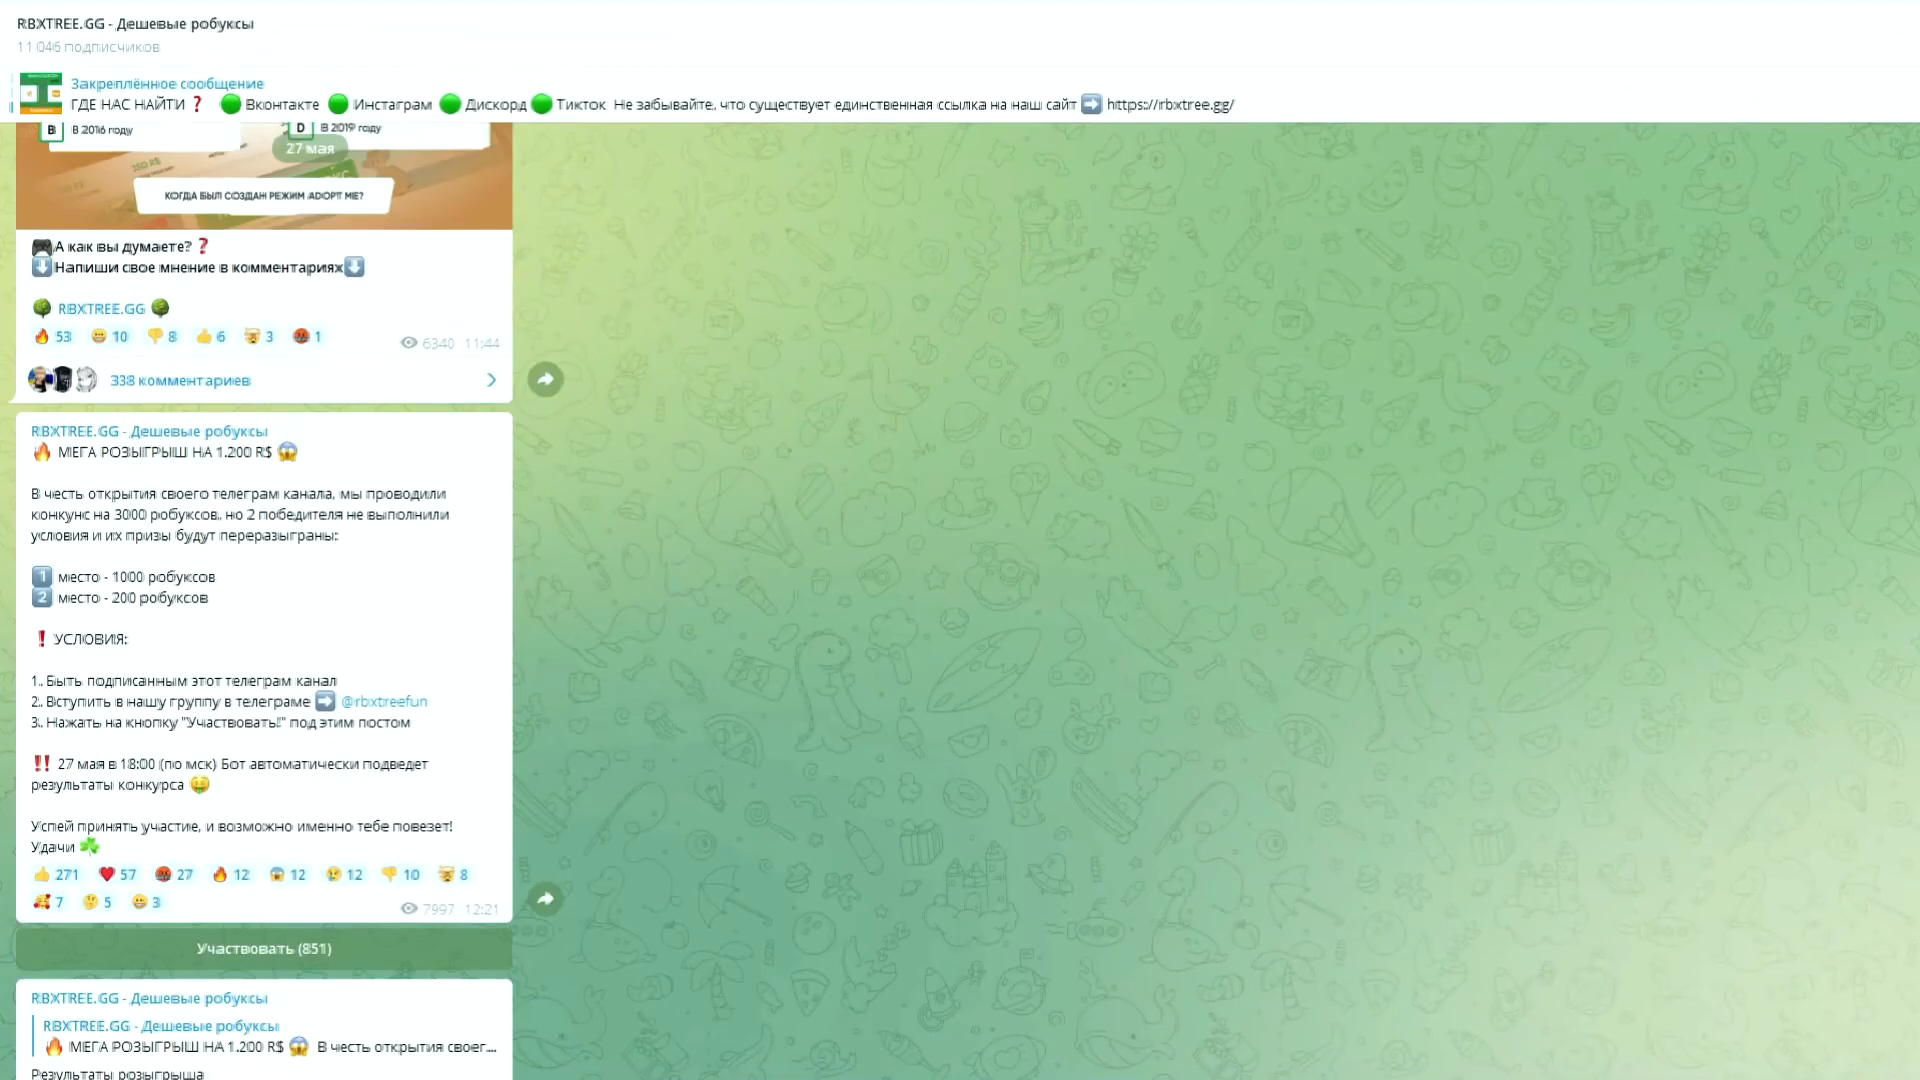 RBXTREE.GG - Дешевые робуксы
11 046 подписчиков
Закреплённое сообщение
ГДЕ НАС НАЙТИ ❓ 🟢 Вконтакте 🟢 Инстаграм 🟢 Дискорд 🟢 Тикток Не забывайте, что существует единственная ссылка на наш сайт ➡️ https://rbxtree.gg/
B В 2016 году D В 2019 году
27 мая
КОГДА БЫЛ СОЗДАН РЕЖИМ ADOPT ME?
🎮А как вы думаете? ❓
⬇️Напиши свое мнение в комментариях⬇️
🌳 RBXTREE.GG 🌳
🔥 53 😁 10 👎 8 👍 6 🤯 3 🤬 1
6340 11:44
338 комментариев
RBXTREE.GG - Дешевые робуксы
🔥 МЕГА РОЗЫГРЫШ НА 1.200 R$ 😱
В честь открытия своего телеграм канала, мы проводили
конкурс на 3000 робуксов, но 2 победителя не выполнили
условия и их призы будут переразыграны:
1️⃣ место - 1000 робуксов
2️⃣ место - 200 робуксов
❗ УСЛОВИЯ:
1. Быть подписанным этот телеграм канал
2. Вступить в нашу группу в телеграме ➡️ @rbxtreefun
3. Нажать на кнопку "Участвовать!" под этим постом
‼️ 27 мая в 18:00 (по мск) Бот автоматически подведет
результаты конкурса 🤑
Успей принять участие, и возможно именно тебе повезет!
Удачи ☘️
👍 271 ❤️ 57 🤬 27 🔥 12 😱 12 😢 12 👎 10 🤯 8
🥰 7 🤔 5 😁 3
7997 12:21
Участвовать (851)
RBXTREE.GG - Дешевые робуксы
RBXTREE.GG - Дешевые робуксы
🔥 МЕГА РОЗЫГРЫШ НА 1.200 R$ 😱 В честь открытия своег...
Результаты розыгрыша